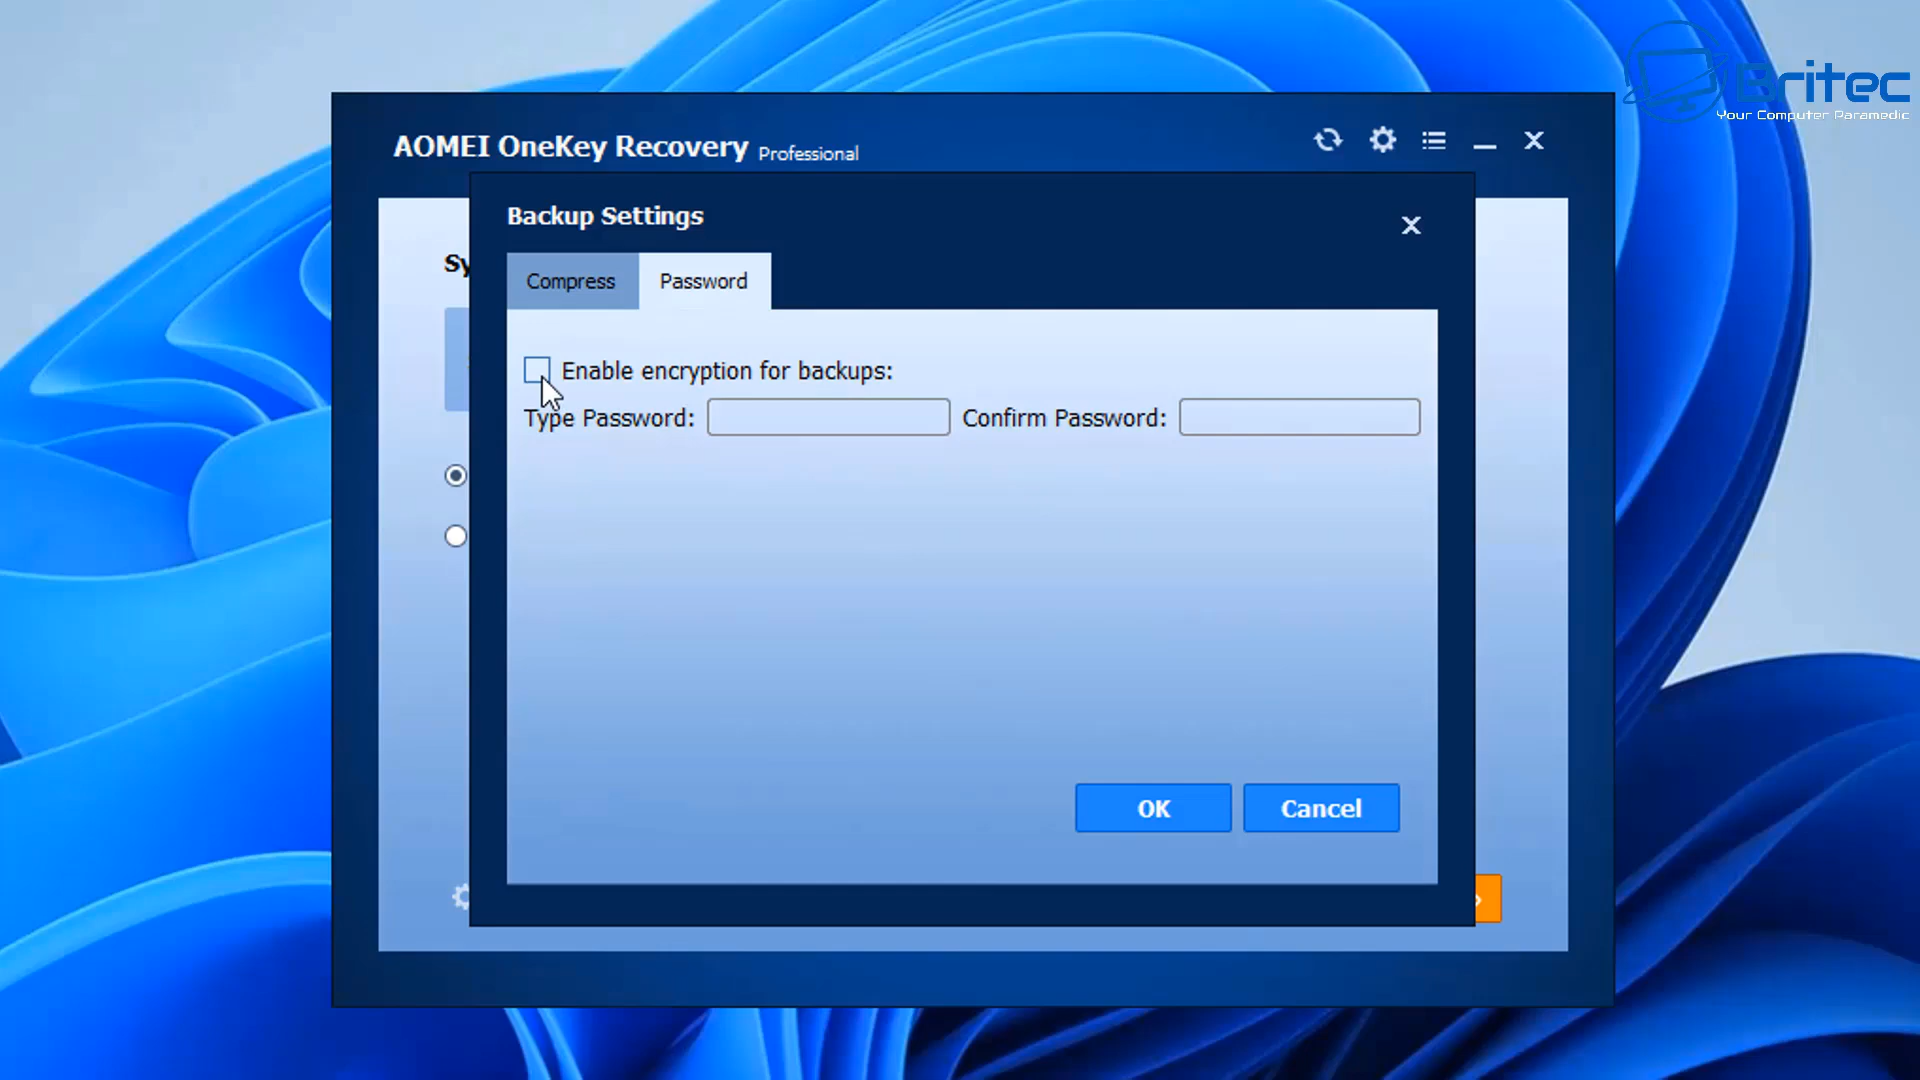 Britec
Your Computer Paramedic
AOMEI OneKey Recovery Professional
Backup Settings
Sy
Compress
Password
Enable encryption for backups:
Type Password:
Confirm Password:
OK
Cancel